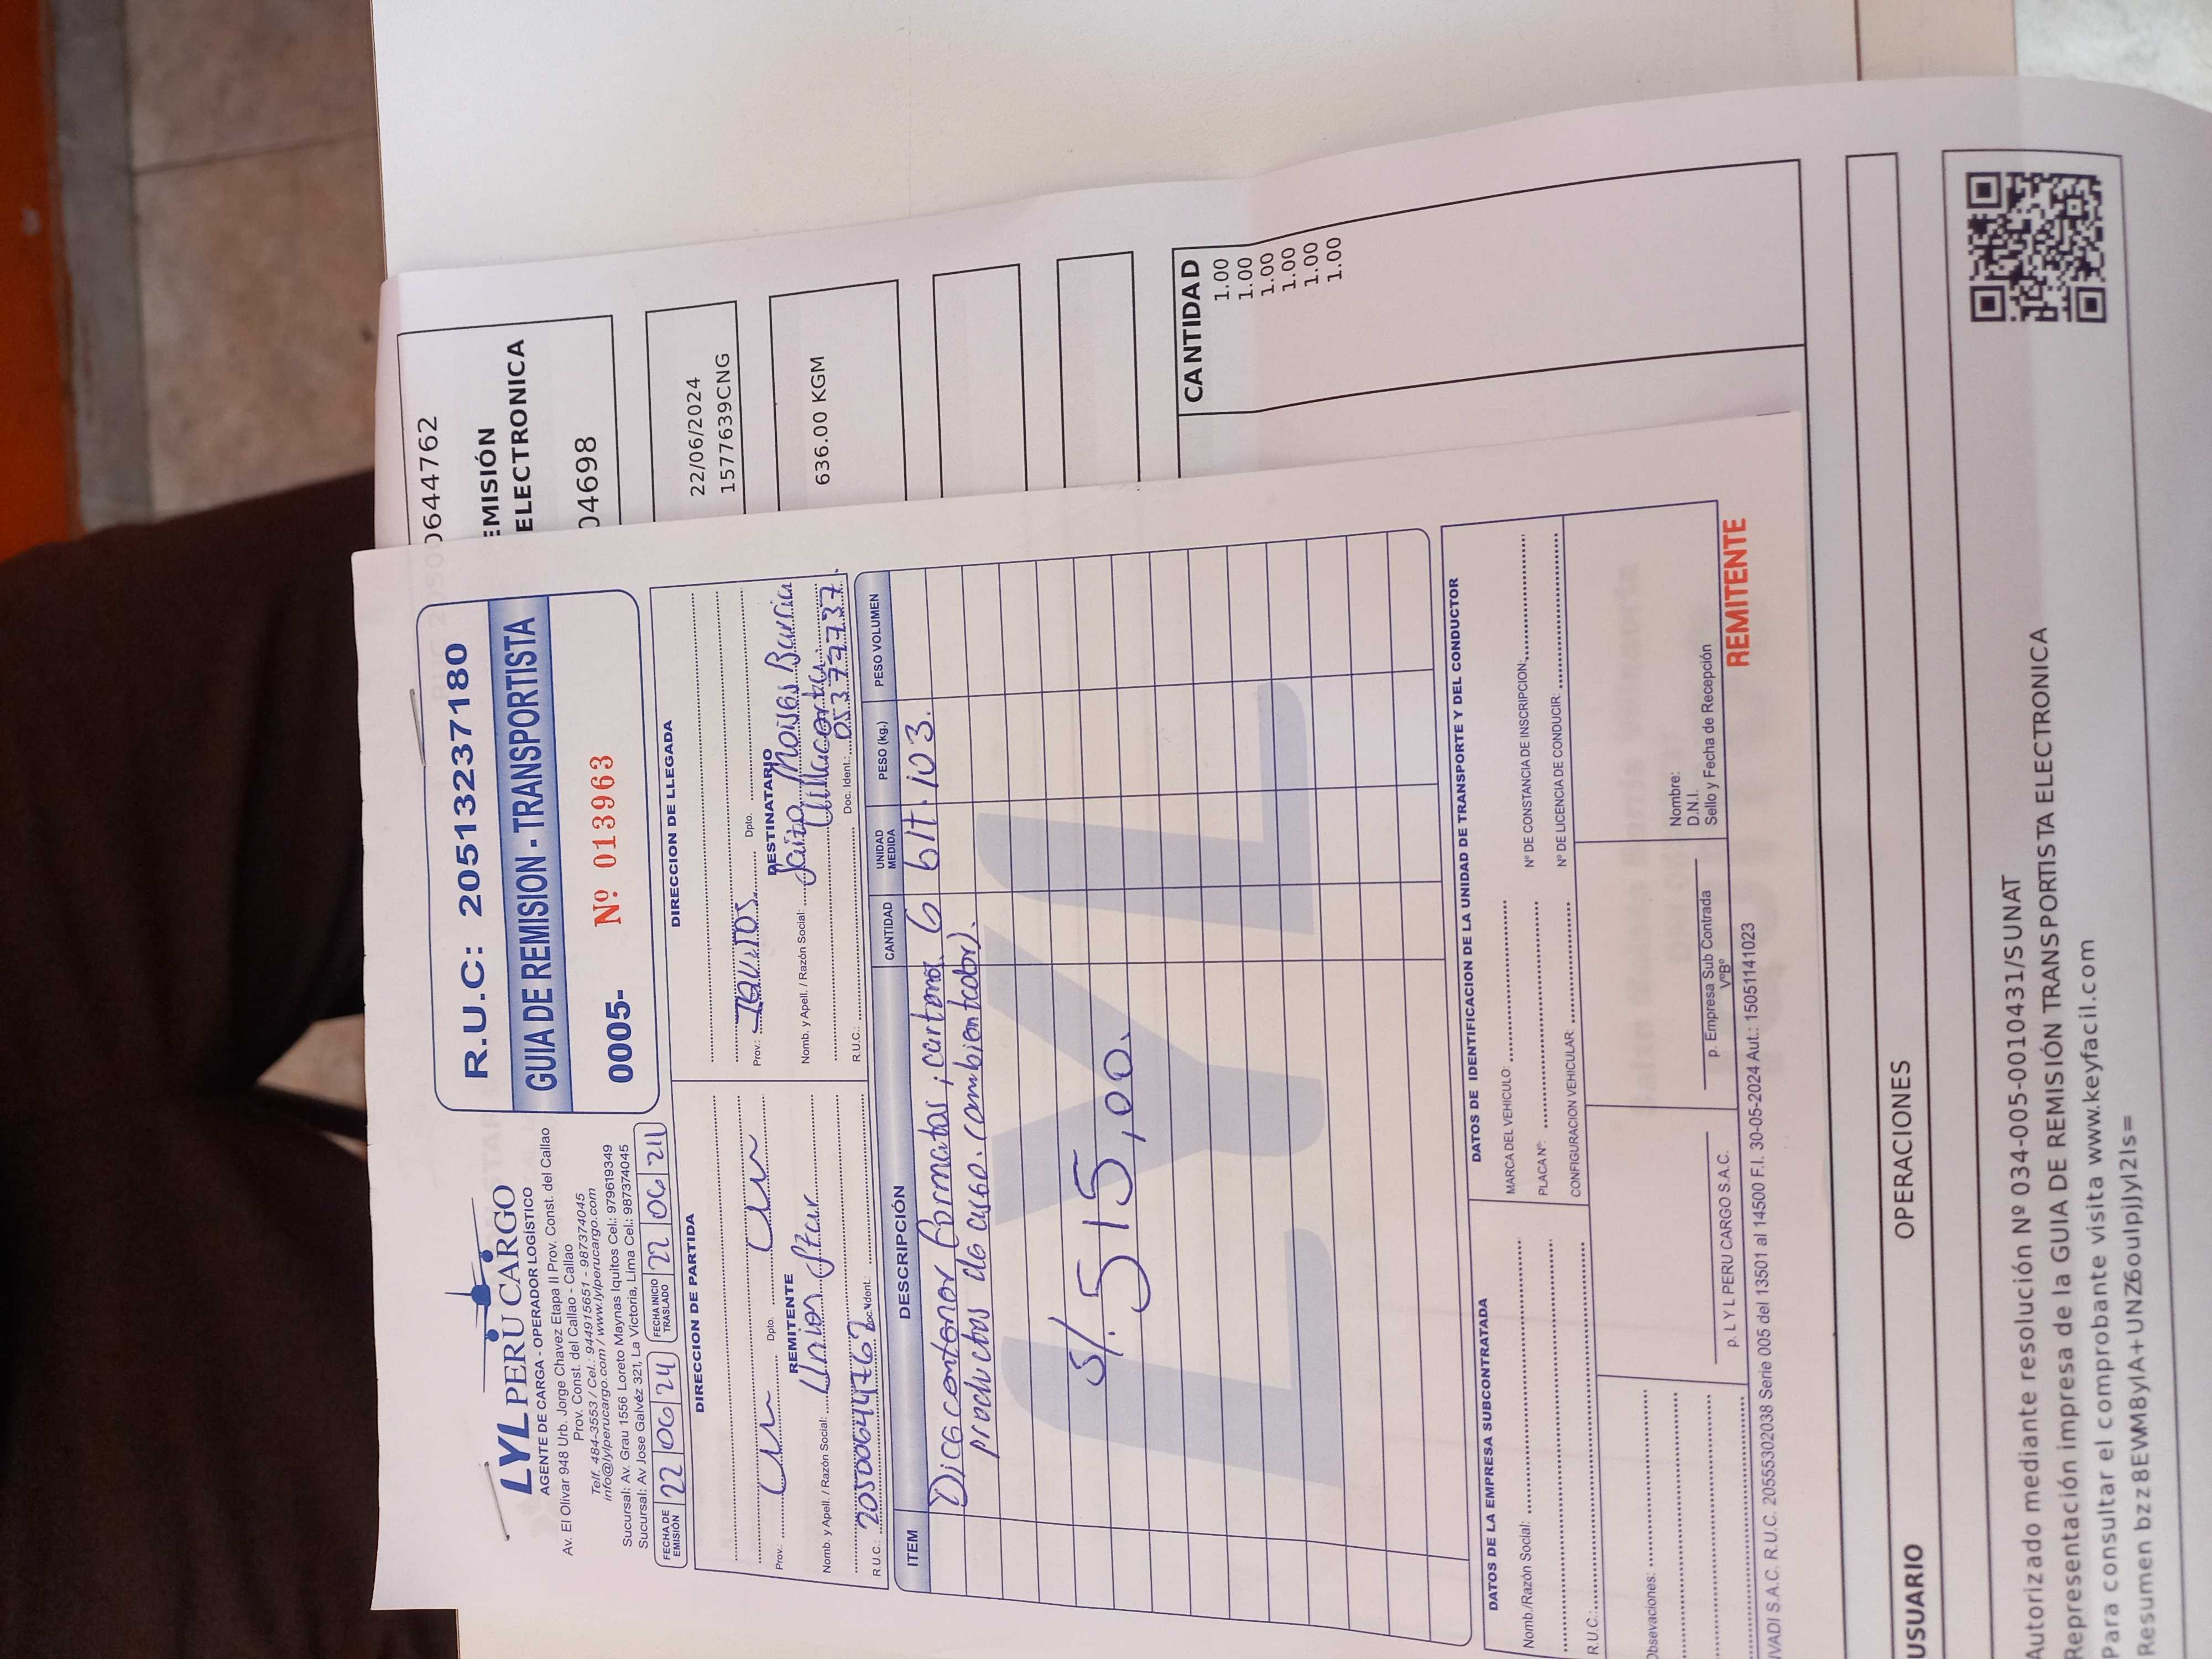 LYL PERU CARGO
AGENTE DE CARGA - OPERADOR LOGÍSTICO
Av. El Olivar 948 Urb. Jorge Chavez Etapa II Prov. Const. del Callao
Prov. Const. del Callao - Callao
Telf. 484-3553 / Cel.: 944915651 - 987374045
info@lylperucargo.com / www.lylperucargo.com
Sucursal: Av. Grau 1556 Loreto Maynas Iquitos Cel.: 979619349
Sucursal: Av Jose Galvéz 321, La Victoria, Lima Cel.: 987374045
R.U.C: 20513237180
GUIA DE REMISION - TRANSPORTISTA
0005- Nº 013963
FECHA DE EMISIÓN 22 06 24 FECHA INICIO TRASLADO 22 06 24
DIRECCION DE PARTIDA
Prov.: Dpto.
REMITENTE
Nomb. y Apell. / Razón Social: Union Star
R.U.C.: 20500644762 Doc. Ident.:
DIRECCION DE LLEGADA
Prov.: Dpto.
DESTINATARIO
Nomb. y Apell. / Razón Social: Moises
R.U.C.: Doc. Ident.: 05377737
ITEM DESCRIPCIÓN CANTIDAD UNIDAD MEDIDA PESO (kg.) PESO VOLUMEN
Dice contener Formatos, cartones 6 blt. 103.
productos de aseo. (ambientador).
S/. 515,00.
LYL
DATOS DE LA EMPRESA SUBCONTRATADA
Nomb./Razón Social:
R.U.C.:
DATOS DE IDENTIFICACION DE LA UNIDAD DE TRANSPORTE Y DEL CONDUCTOR
MARCA DEL VEHICULO: Nº DE CONSTANCIA DE INSCRIPCION:
PLACA Nº:
CONFIGURACION VEHICULAR: Nº DE LICENCIA DE CONDUCIR:
p. L Y L PERU CARGO S.A.C.
p. Empresa Sub Contrada
VºBº
Nombre:
D.N.I.
Sello y Fecha de Recepción
VADI S.A.C. R.U.C. 20555302038 Serie 005 del 13501 al 14500 F.I. 30-05-2024 Aut.: 15051141023
REMITENTE
0644762
EMISIÓN
ELECTRONICA
04698
22/06/2024
1577639CNG
636.00 KGM
CANTIDAD
1.00
1.00
1.00
1.00
1.00
1.00
USUARIO OPERACIONES
Autorizado mediante resolución Nº 034-005-0010431/SUNAT
Representación impresa de la GUIA DE REMISIÓN TRANSPORTISTA ELECTRONICA
Para consultar el comprobante visita www.keyfacil.com